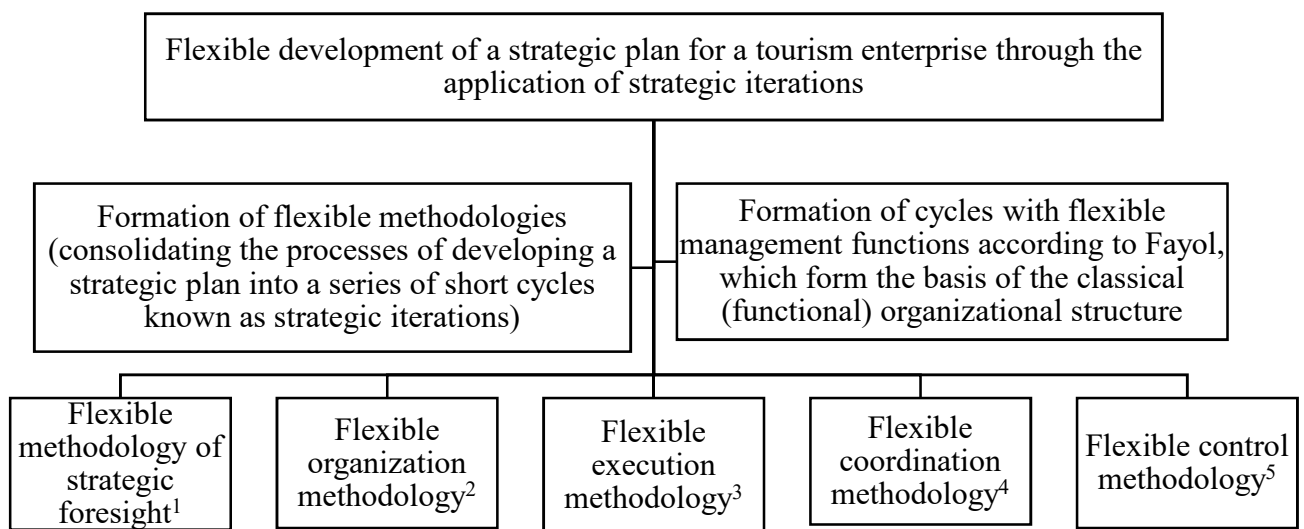 Flexible development of a strategic plan for a tourism enterprise through the
application of strategic iterations
Formation of flexible methodologies
(consolidating the processes of developing a
strategic plan into a series of short cycles
known as strategic iterations)
Formation of cycles with flexible
management functions according to Fayol,
which form the basis of the classical
(functional) organizational structure
Flexible
methodology of
strategic
foresight¹
Flexible
organization
methodology²
Flexible
execution
methodology³
Flexible
coordination
methodology⁴
Flexible control
methodology⁵